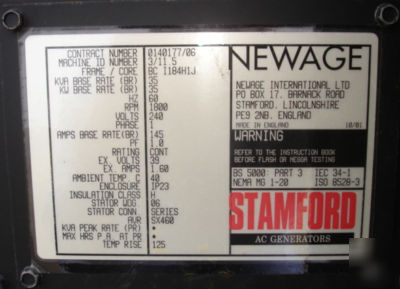 CONTRACT NUMBER 0140177/06
MACHINE ID NUMBER 3/11.5
FRAME / CORE BC I184H1J
KVA BASE RATE (BR) 35
KW BASE RATE (BR) 35
HZ 60
RPM 1800
VOLTS 240
PHASE 1
AMPS BASE RATE(BR) 145
PF 1.0
RATING CONT
EX. VOLTS 39
EX. AMPS 1.60
AMBIENT TEMP. C 40
ENCLOSURE IP23
INSULATION CLASS H
STATOR WDG 06
STATOR CONN SERIES
AVR SX460
KVA PEAK RATE (PR)
MAX HRS P.A. AT PR
TEMP RISE 125
NEWAGE
NEWAGE INTERNATIONAL LTD
PO BOX 17. BARNACK ROAD
STAMFORD. LINCOLNSHIRE
PE9 2NB. ENGLAND
MADE IN ENGLAND
WARNING
REFER TO THE INSTRUCTION BOOK
BEFORE FLASH OR MEGGA TESTING
BS 5000: PART 3 IEC 34-1
NEMA MG 1-20 ISO 8528-3
STAMFORD
AC GENERATORS